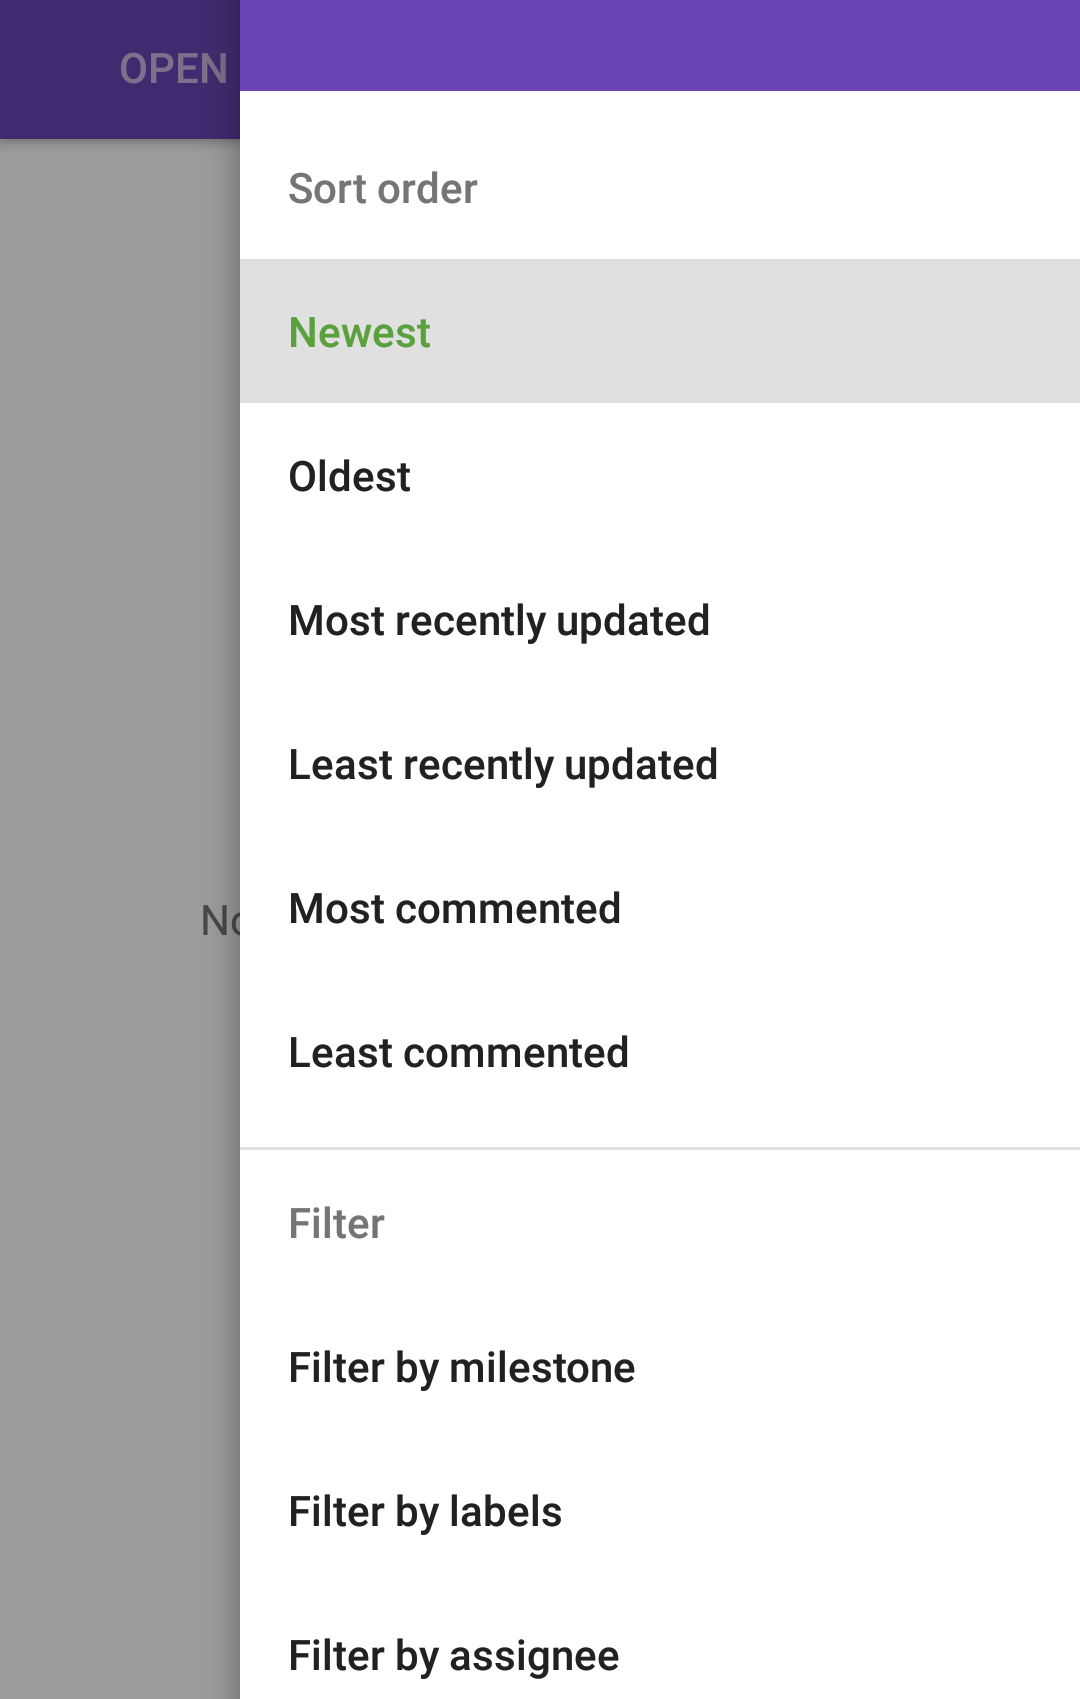 OPEN
Sort order
Newest
Oldest
Most recently updated
Least recently updated
Most commented
Least commented
Filter
Filter by milestone
Filter by labels
Filter by assignee